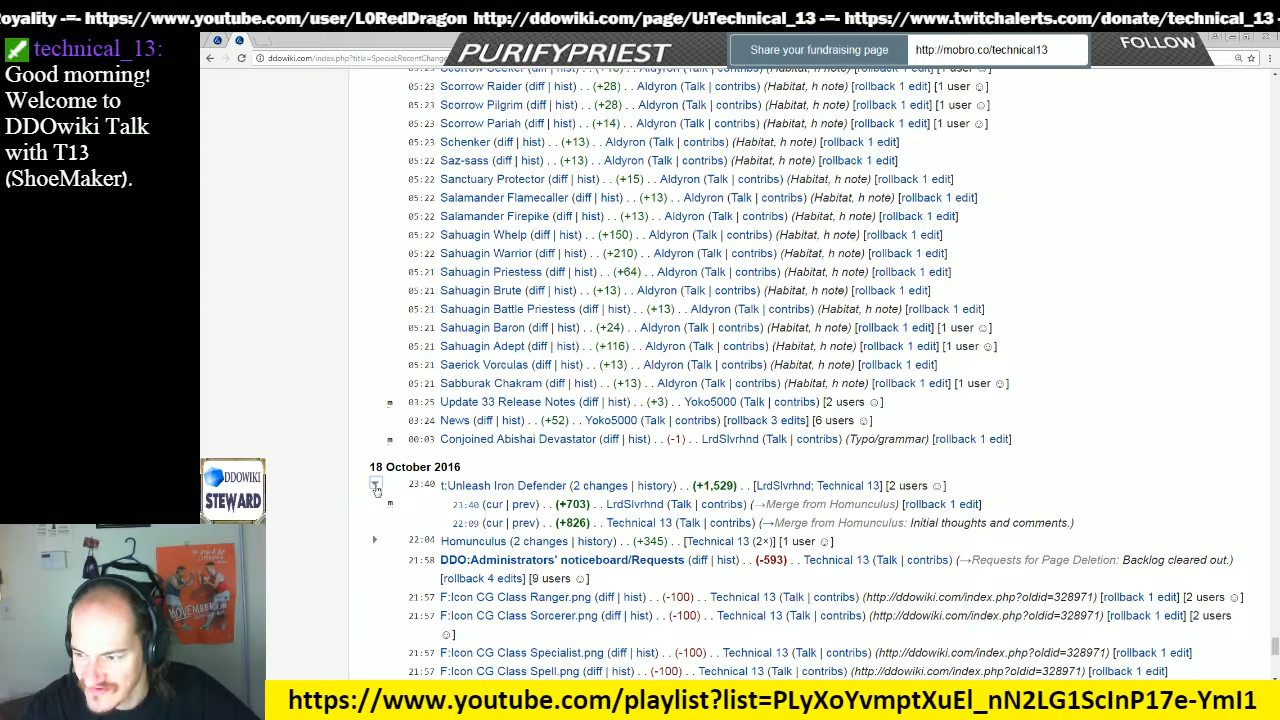 Royality -=- https://www.youtube.com/user/L0RedDragon http://ddowiki.com/page/U:Technical_13 -=- https://www.twitchalerts.com/donate/technical_13
technical_13:
Good morning!
Welcome to
DDOwiki Talk
with T13
(ShoeMaker).
PURIFYPRIEST
Share your fundraising page
http://mobro.co/technical13
FOLLOW
ddowiki.com/index.php?title=Special:RecentChang
05:23 Scorrow Raider (diff | hist) . . (+28) . . Aldyron (Talk | contribs) (Habitat, h note) [rollback 1 edit] [1 user ☺]
05:23 Scorrow Pilgrim (diff | hist) . . (+28) . . Aldyron (Talk | contribs) (Habitat, h note) [rollback 1 edit] [1 user ☺]
05:23 Scorrow Pariah (diff | hist) . . (+14) . . Aldyron (Talk | contribs) (Habitat, h note) [rollback 1 edit] [1 user ☺]
05:23 Schenker (diff | hist) . . (+13) . . Aldyron (Talk | contribs) (Habitat, h note) [rollback 1 edit]
05:22 Saz-sass (diff | hist) . . (+13) . . Aldyron (Talk | contribs) (Habitat, h note) [rollback 1 edit]
05:22 Sanctuary Protector (diff | hist) . . (+15) . . Aldyron (Talk | contribs) (Habitat, h note) [rollback 1 edit]
05:22 Salamander Flamecaller (diff | hist) . . (+13) . . Aldyron (Talk | contribs) (Habitat, h note) [rollback 1 edit]
05:22 Salamander Firepike (diff | hist) . . (+13) . . Aldyron (Talk | contribs) (Habitat, h note) [rollback 1 edit]
05:22 Sahuagin Whelp (diff | hist) . . (+150) . . Aldyron (Talk | contribs) (Habitat, h note) [rollback 1 edit]
05:22 Sahuagin Warrior (diff | hist) . . (+210) . . Aldyron (Talk | contribs) (Habitat, h note) [rollback 1 edit]
05:21 Sahuagin Priestess (diff | hist) . . (+64) . . Aldyron (Talk | contribs) (Habitat, h note) [rollback 1 edit]
05:21 Sahuagin Brute (diff | hist) . . (+13) . . Aldyron (Talk | contribs) (Habitat, h note) [rollback 1 edit]
05:21 Sahuagin Battle Priestess (diff | hist) . . (+13) . . Aldyron (Talk | contribs) (Habitat, h note) [rollback 1 edit]
05:21 Sahuagin Baron (diff | hist) . . (+24) . . Aldyron (Talk | contribs) (Habitat, h note) [rollback 1 edit] [1 user ☺]
05:21 Sahuagin Adept (diff | hist) . . (+116) . . Aldyron (Talk | contribs) (Habitat, h note) [rollback 1 edit] [1 user ☺]
05:21 Saerick Vorculas (diff | hist) . . (+13) . . Aldyron (Talk | contribs) (Habitat, h note) [rollback 1 edit]
05:21 Sabburak Chakram (diff | hist) . . (+13) . . Aldyron (Talk | contribs) (Habitat, h note) [rollback 1 edit] [1 user ☺]
m 03:25 Update 33 Release Notes (diff | hist) . . (+3) . . Yoko5000 (Talk | contribs) [2 users ☺]
03:24 News (diff | hist) . . (+52) . . Yoko5000 (Talk | contribs) [rollback 3 edits] [6 users ☺]
m 00:03 Conjoined Abishai Devastator (diff | hist) . . (-1) . . LrdSlvrhnd (Talk | contribs) (Typo/grammar) [rollback 1 edit]
18 October 2016
23:40 t:Unleash Iron Defender (2 changes | history) . . (+1,529) . . [LrdSlvrhnd; Technical 13] [2 users ☺]
m 23:40 (cur | prev) . . (+703) . . LrdSlvrhnd (Talk | contribs) (→Merge from Homunculus) [rollback 1 edit]
22:09 (cur | prev) . . (+826) . . Technical 13 (Talk | contribs) (→Merge from Homunculus: Initial thoughts and comments.)
22:04 Homunculus (2 changes | history) . . (+345) . . [Technical 13 (2×)] [1 user ☺]
21:58 DDO:Administrators' noticeboard/Requests (diff | hist) . . (-593) . . Technical 13 (Talk | contribs) (→Requests for Page Deletion: Backlog cleared out.)
[rollback 4 edits] [9 users ☺]
21:57 F:Icon CG Class Ranger.png (diff | hist) . . (-100) . . Technical 13 (Talk | contribs) (http://ddowiki.com/index.php?oldid=328971) [rollback 1 edit] [2 users ☺]
21:57 F:Icon CG Class Sorcerer.png (diff | hist) . . (-100) . . Technical 13 (Talk | contribs) (http://ddowiki.com/index.php?oldid=328971) [rollback 1 edit] [2 users
☺]
21:57 F:Icon CG Class Specialist.png (diff | hist) . . (-100) . . Technical 13 (Talk | contribs) (http://ddowiki.com/index.php?oldid=328971) [rollback 1 edit]
21:57 F:Icon CG Class Spell.png (diff | hist) . . (-100) . . Technical 13 (Talk | contribs) (http://ddowiki.com/index.php?oldid=328971) [rollback 1 edit]
DDOWIKI
STEWARD
MOVEMBER
https://www.youtube.com/playlist?list=PLyXoYvmptXuEl_nN2LG1ScInP17e-YmI1